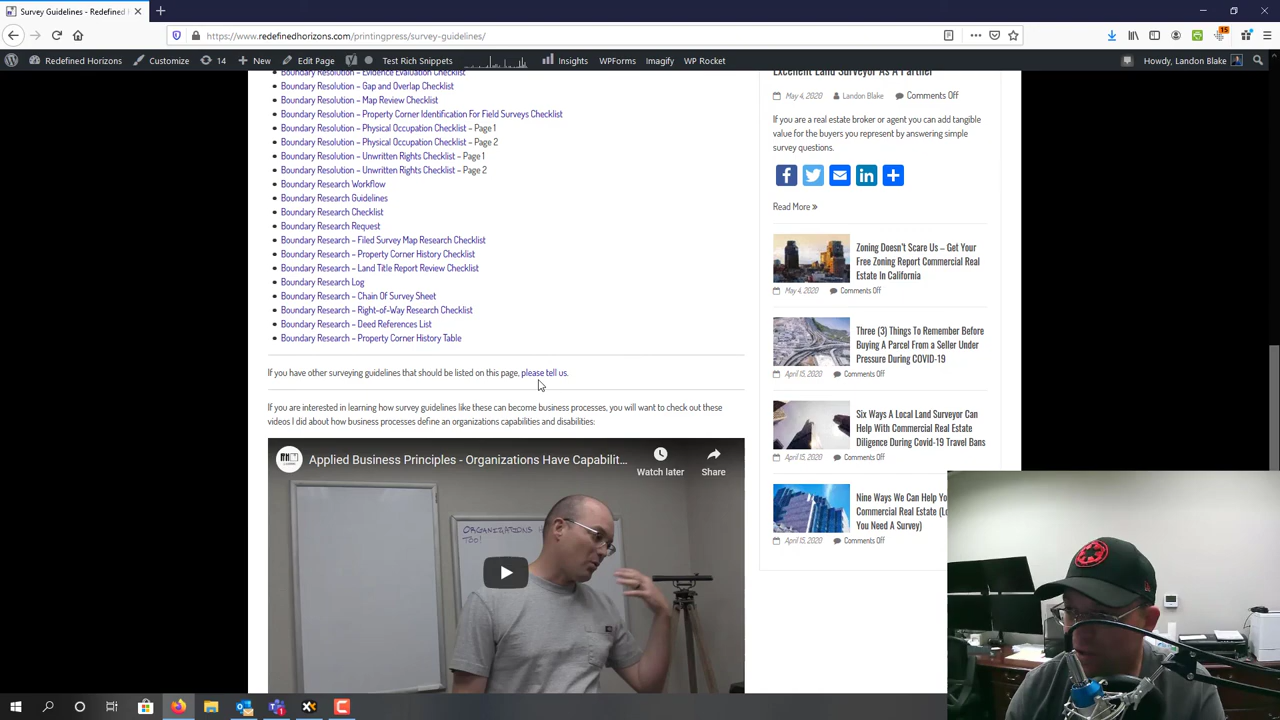 Survey Guidelines - Redefined H
https://www.redefinedhorizons.com/printingpress/survey-guidelines/
15
Redefined Horizons
Customize
14
New
Edit Page
Test Rich Snippets
Insights
WPForms
Imagify
WP Rocket
Howdy, Landon Blake
Boundary Resolution – Evidence Evaluation Checklist
Boundary Resolution – Gap and Overlap Checklist
Boundary Resolution – Map Review Checklist
Boundary Resolution – Property Corner Identification For Field Surveys Checklist
Boundary Resolution – Physical Occupation Checklist – Page 1
Boundary Resolution – Physical Occupation Checklist – Page 2
Boundary Resolution – Unwritten Rights Checklist – Page 1
Boundary Resolution – Unwritten Rights Checklist – Page 2
Boundary Research Workflow
Boundary Research Guidelines
Boundary Research Checklist
Boundary Research Request
Boundary Research – Filed Survey Map Research Checklist
Boundary Research – Property Corner History Checklist
Boundary Research – Land Title Report Review Checklist
Boundary Research Log
Boundary Research – Chain Of Survey Sheet
Boundary Research – Right-of-Way Research Checklist
Boundary Research – Deed References List
Boundary Research – Property Corner History Table
If you have other surveying guidelines that should be listed on this page, please tell us.
If you are interested in learning how survey guidelines like these can become business processes, you will want to check out these
videos I did about how business processes define an organizations capabilities and disabilities:
Applied Business Principles - Organizations Have Capabilit...
Watch later
Share
ORGANIZATIONS H
TOO!
Excellent Land Surveyor As A Partner
May 4, 2020 Landon Blake Comments Off
If you are a real estate broker or agent you can add tangible
value for the buyers you represent by answering simple
survey questions.
Read More
Zoning Doesn't Scare Us – Get Your
Free Zoning Report Commercial Real
Estate In California
May 4, 2020 Comments Off
Three (3) Things To Remember Before
Buying A Parcel From a Seller Under
Pressure During COVID-19
April 15, 2020 Comments Off
Six Ways A Local Land Surveyor Can
Help With Commercial Real Estate
Diligence During Covid-19 Travel Bans
April 15, 2020 Comments Off
Nine Ways We Can Help Yo
Commercial Real Estate (Lo
You Need A Survey)
April 15, 2020 Comments Off